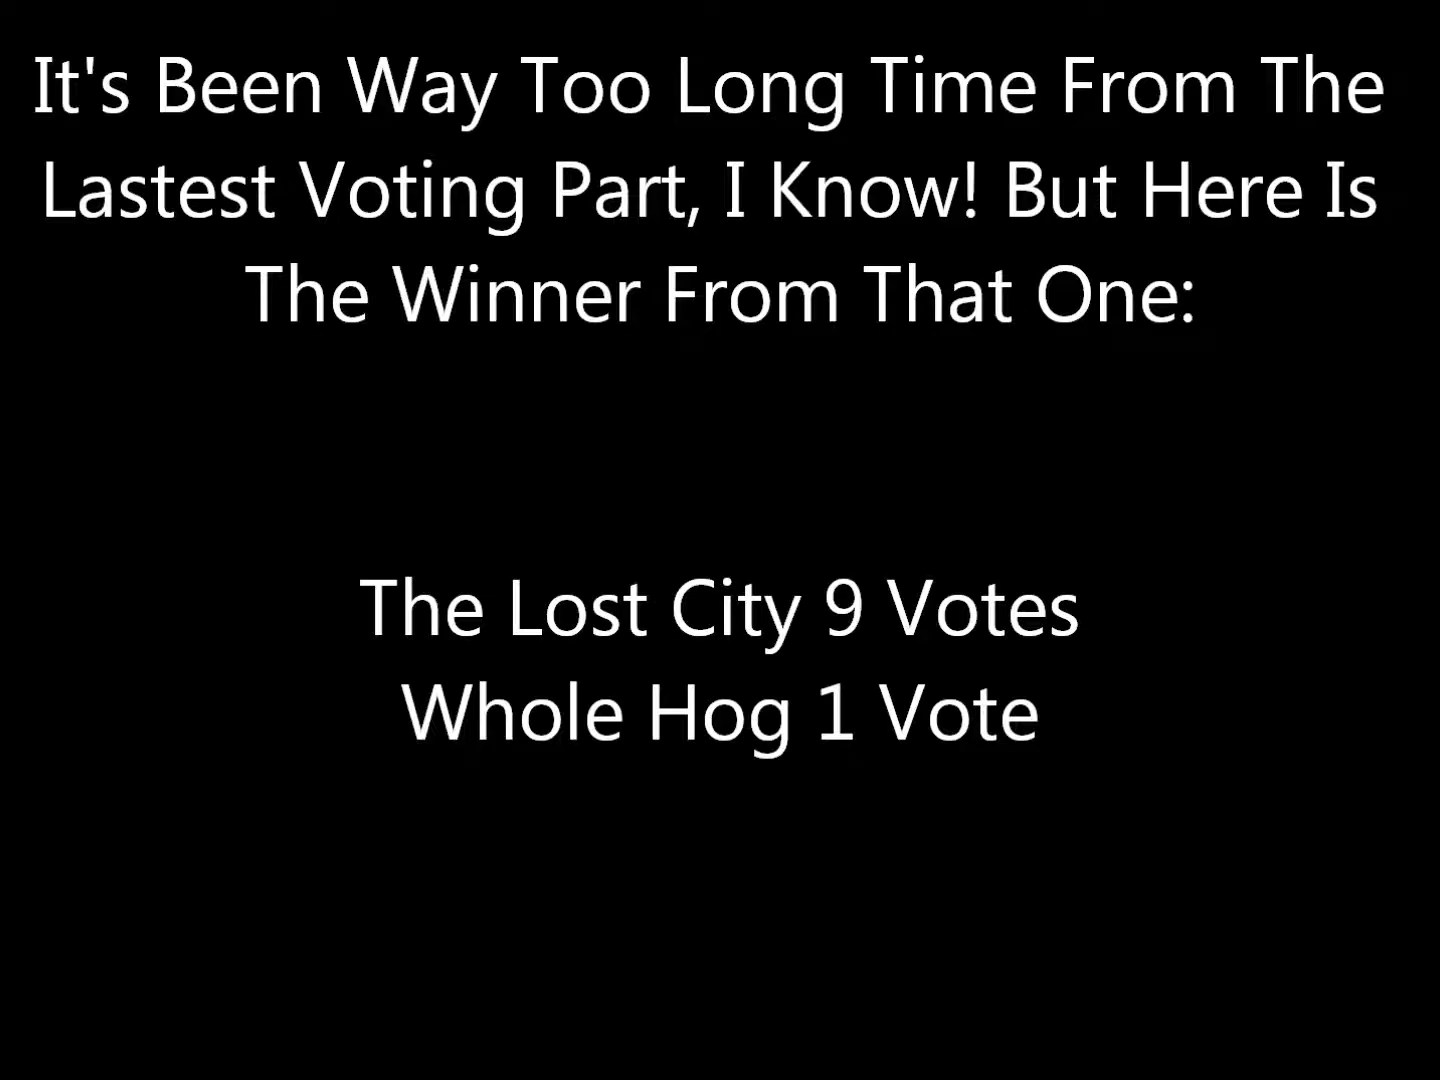 It's Been Way Too Long Time From The
Lastest Voting Part, I Know! But Here Is
The Winner From That One:
The Lost City 9 Votes
Whole Hog 1 Vote